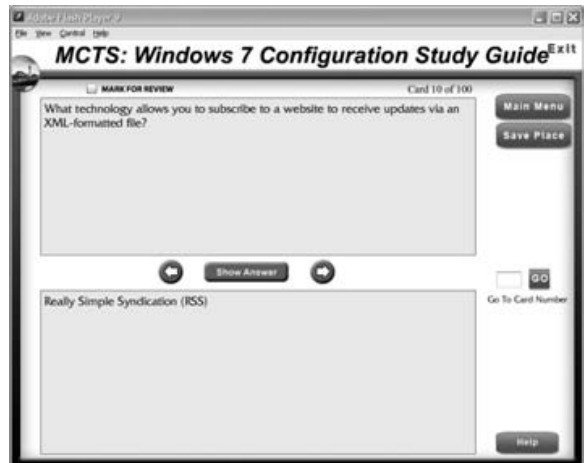 Adobe Flash Player 9
File View Control Help
MCTS: Windows 7 Configuration Study Guide
Exit
MARK FOR REVIEW
Card 10 of 100
What technology allows you to subscribe to a website to receive updates via an
XML-formatted file?
Main Menu
Save Place
Show Answer
GO
Go To Card Number
Really Simple Syndication (RSS)
Help